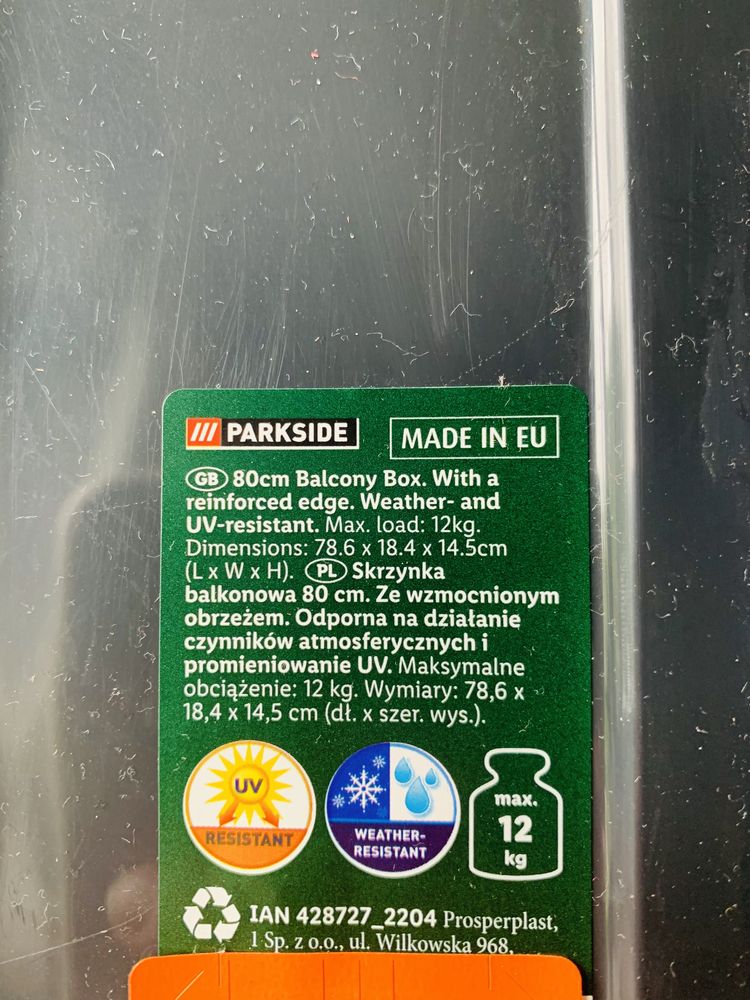 PARKSIDE
MADE IN EU
GB 80cm Balcony Box. With a
reinforced edge. Weather- and
UV-resistant. Max. load: 12kg.
Dimensions: 78.6 x 18.4 x 14.5cm
(L x W x H). PL Skrzynka
balkonowa 80 cm. Ze wzmocnionym
obrzeżem. Odporna na działanie
czynników atmosferycznych i
promieniowanie UV. Maksymalne
obciążenie: 12 kg. Wymiary: 78,6 x
18,4 x 14,5 cm (dł. x szer. wys.).
UV
RESISTANT
WEATHER-
RESISTANT
max.
12
kg
IAN 428727_2204 Prosperplast,
1 Sp. z o.o., ul. Wilkowska 968,